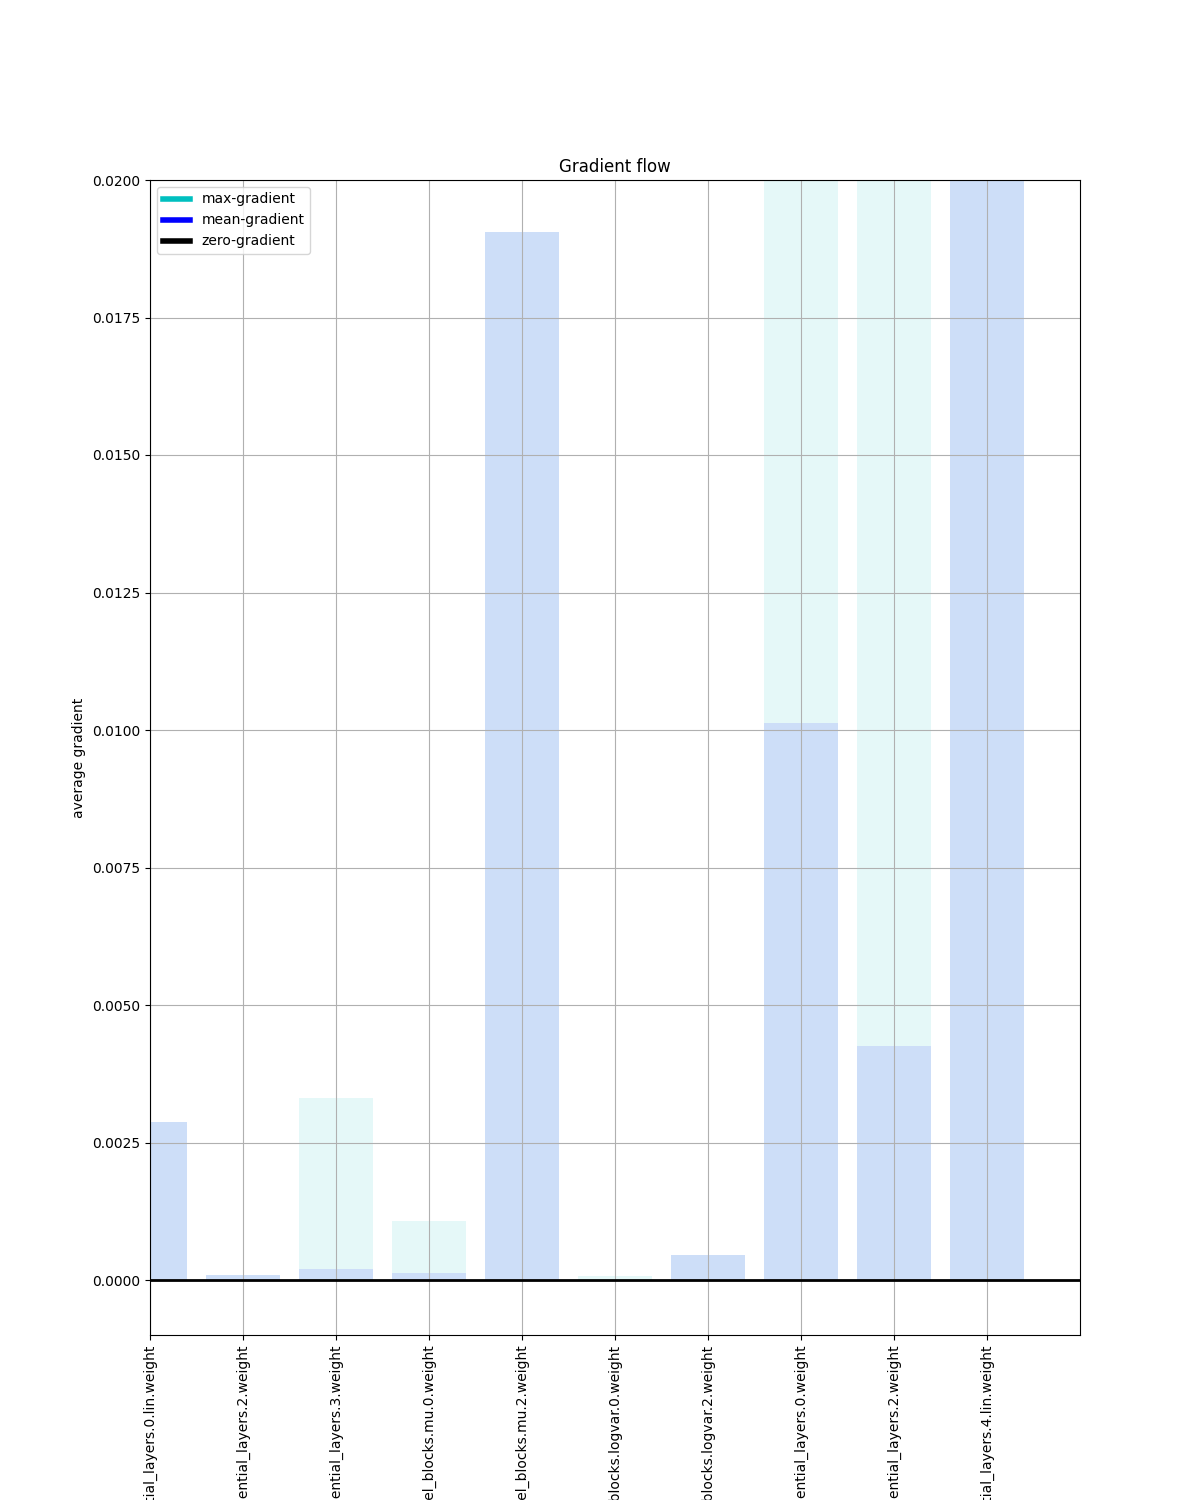 Gradient flow
max-gradient
mean-gradient
zero-gradient
0.0200
0.0175
0.0150
0.0125
0.0100
0.0075
0.0050
0.0025
0.0000
average gradient
tial_layers.0.lin.weight
ential_layers.2.weight
ential_layers.3.weight
el_blocks.mu.0.weight
el_blocks.mu.2.weight
blocks.logvar.0.weight
blocks.logvar.2.weight
ential_layers.0.weight
ential_layers.2.weight
tial_layers.4.lin.weight